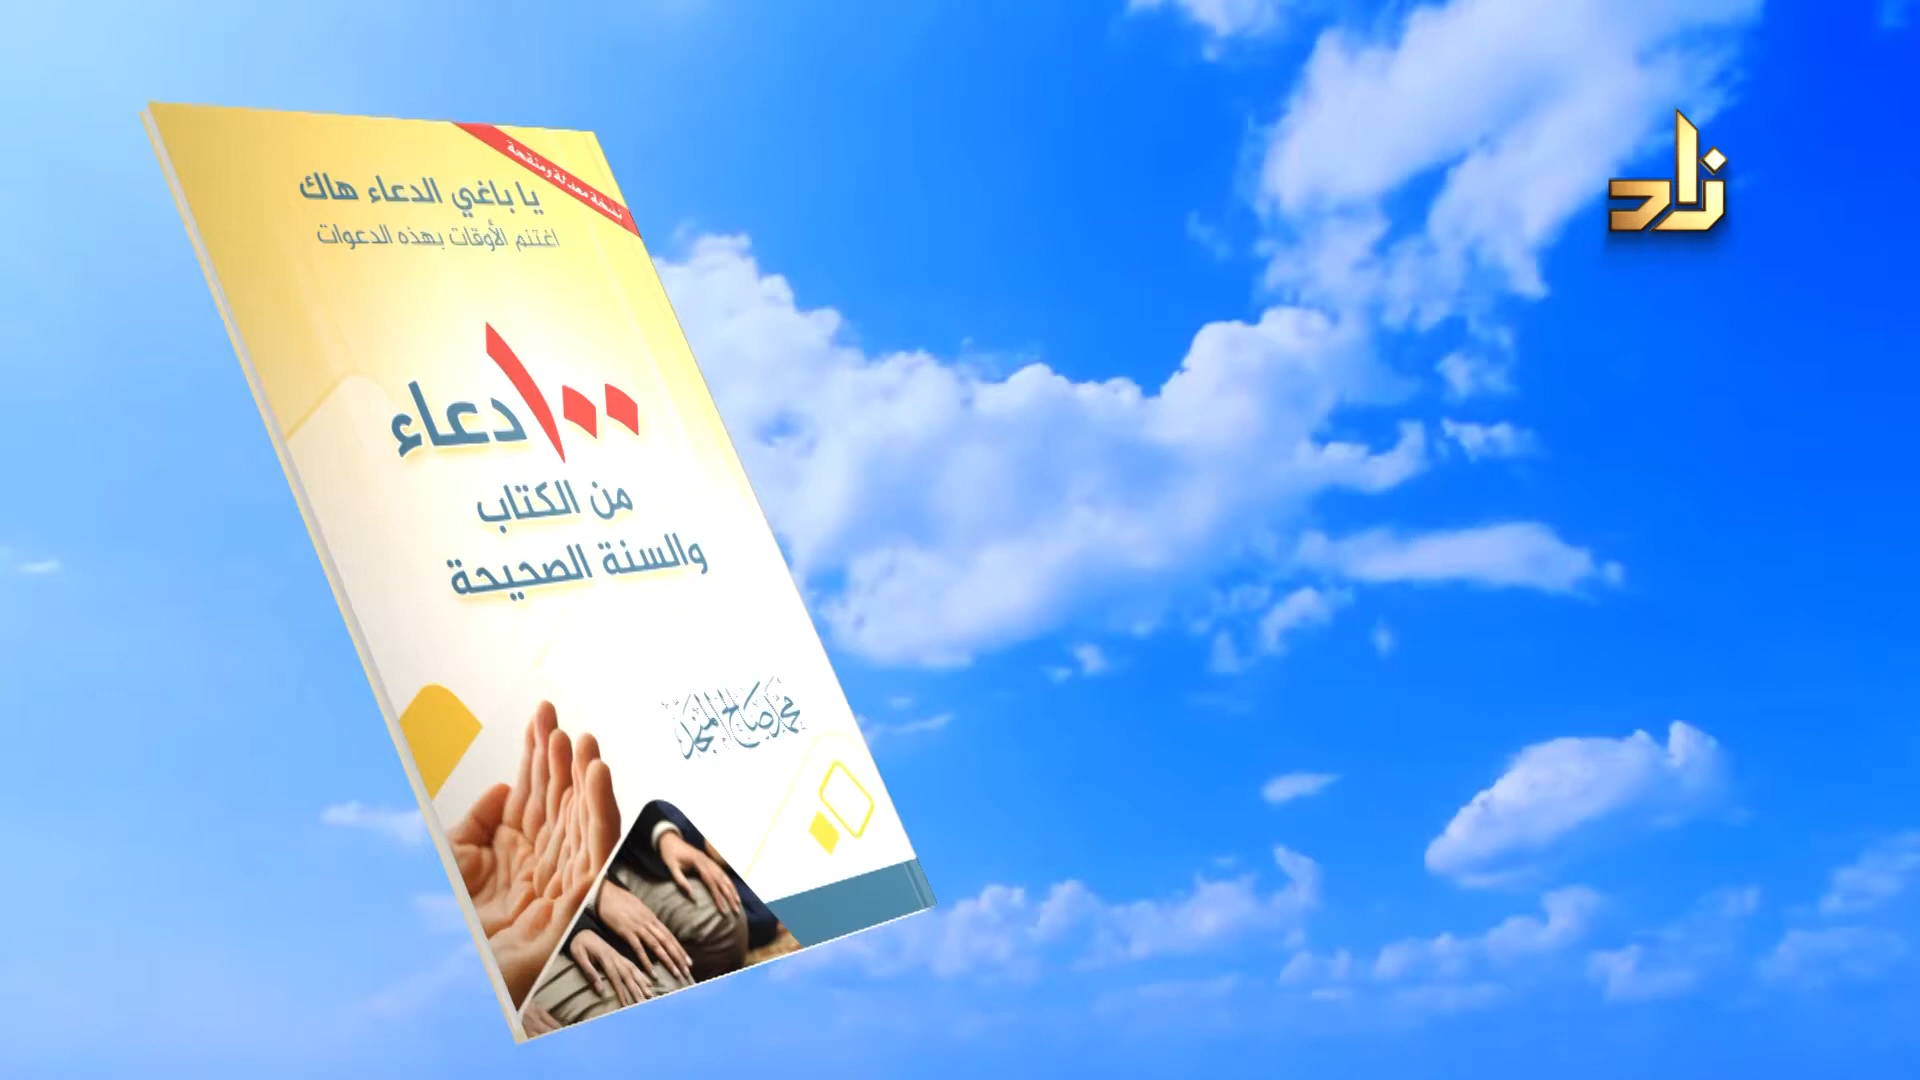 نسخة معدلة ومنقحة
يا باغي الدعاء هاك
اغتنم الأوقات بهذه الدعوات
١٠٠ دعاء
من الكتاب
والسنة الصحيحة
محمد صالح المنجد
زاد